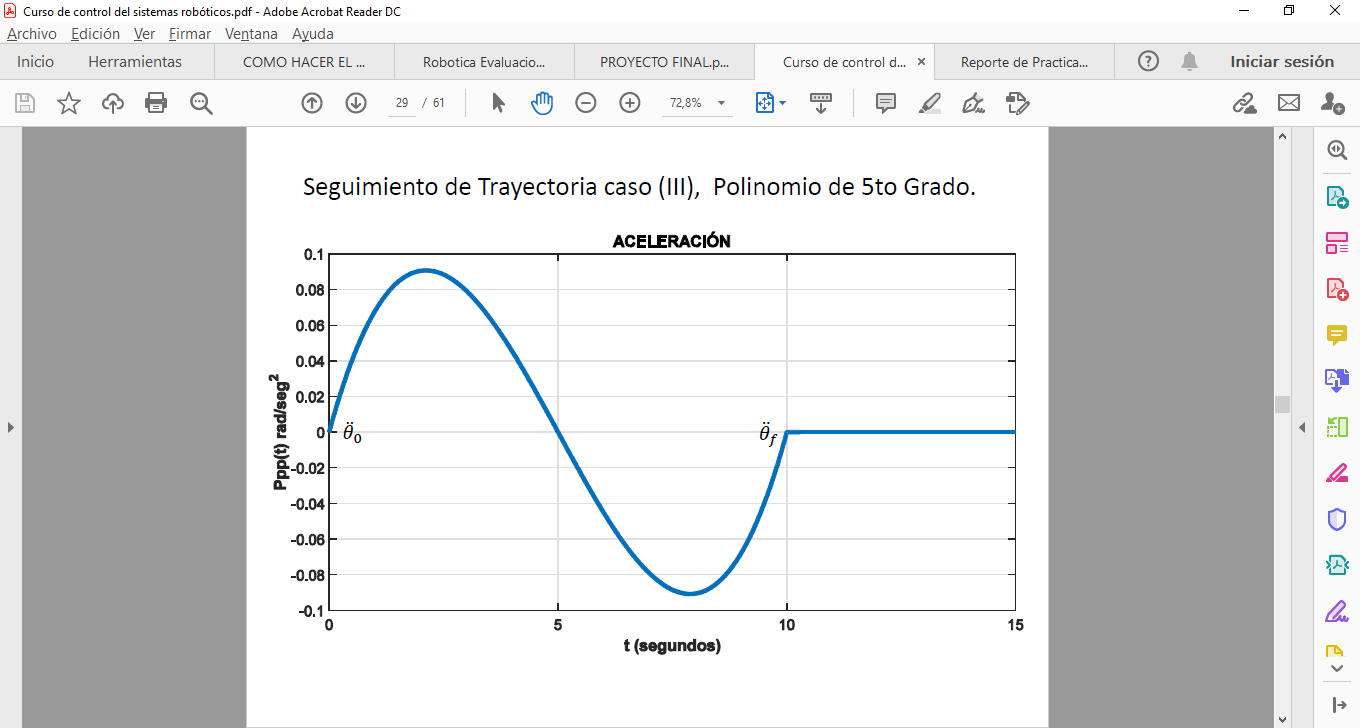 Curso de control del sistemas robóticos.pdf - Adobe Acrobat Reader DC
Archivo Edición Ver Firmar Ventana Ayuda
Inicio Herramientas COMO HACER EL ... Robotica Evaluacio... PROYECTO FINAL.p... Curso de control d... × Reporte de Practica... Iniciar sesión
29 / 61 72,8%
Seguimiento de Trayectoria caso (III), Polinomio de 5to Grado.
ACELERACIÓN
0.1
0.08
0.06
0.04
0.02
0
-0.02
-0.04
-0.06
-0.08
-0.1
Ppp(t) rad/seg²
θ̈₀
θ̈f
0 5 10 15
t (segundos)